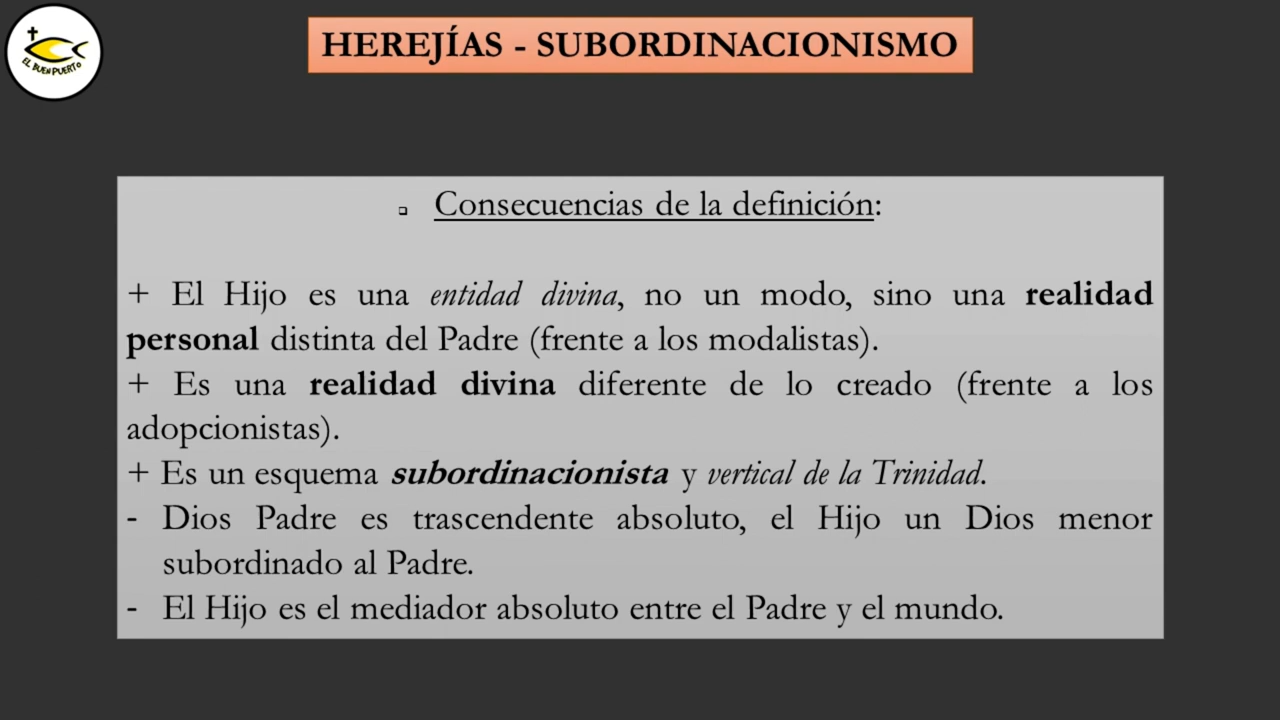 EL BUEN PUERTO
HEREJÍAS - SUBORDINACIONISMO
Consecuencias de la definición:
+ El Hijo es una entidad divina, no un modo, sino una realidad
personal distinta del Padre (frente a los modalistas).
+ Es una realidad divina diferente de lo creado (frente a los
adopcionistas).
+ Es un esquema subordinacionista y vertical de la Trinidad.
- Dios Padre es trascendente absoluto, el Hijo un Dios menor
subordinado al Padre.
- El Hijo es el mediador absoluto entre el Padre y el mundo.